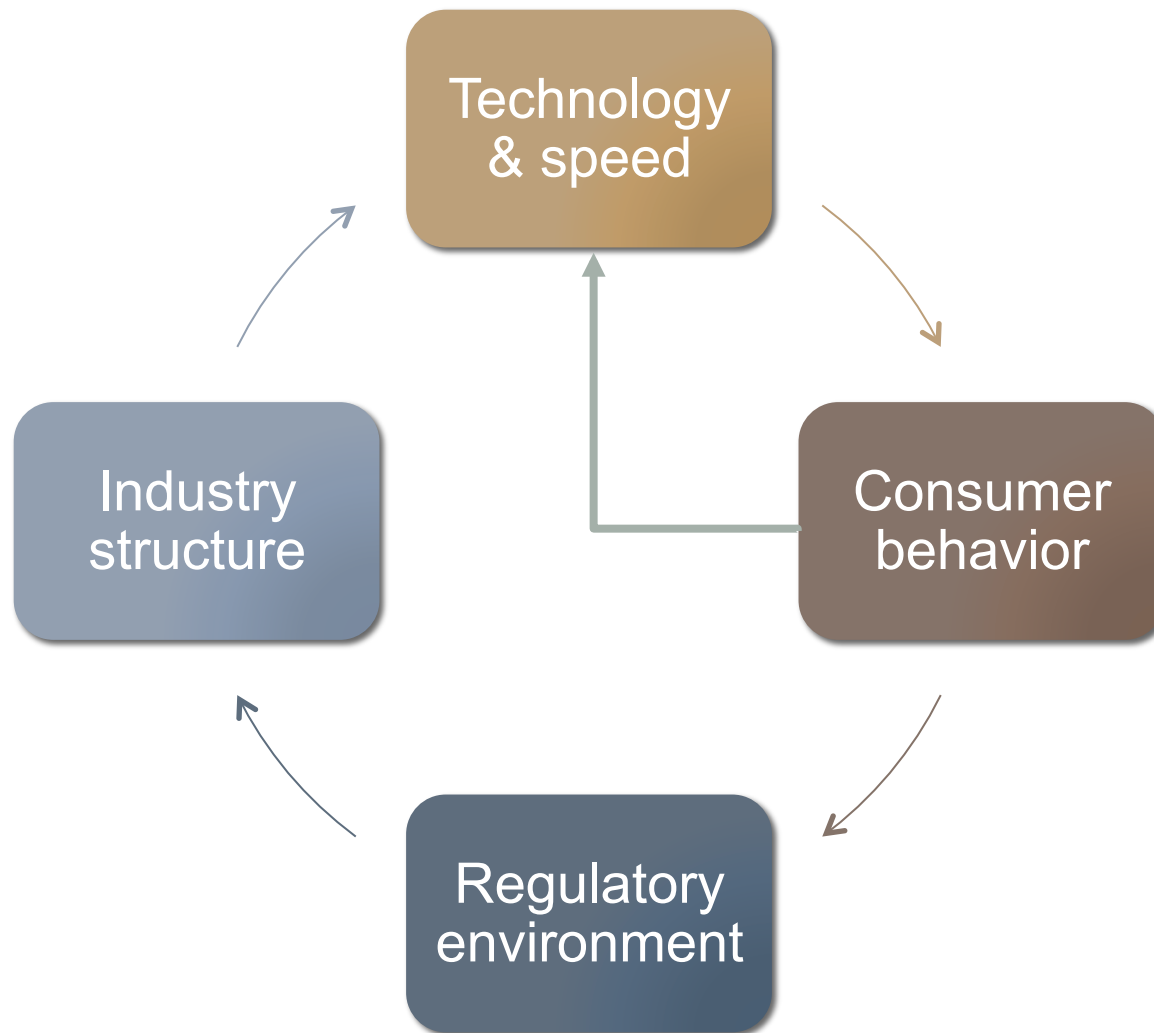 Technology
& speed
Industry
structure
Consumer
behavior
Regulatory
environment